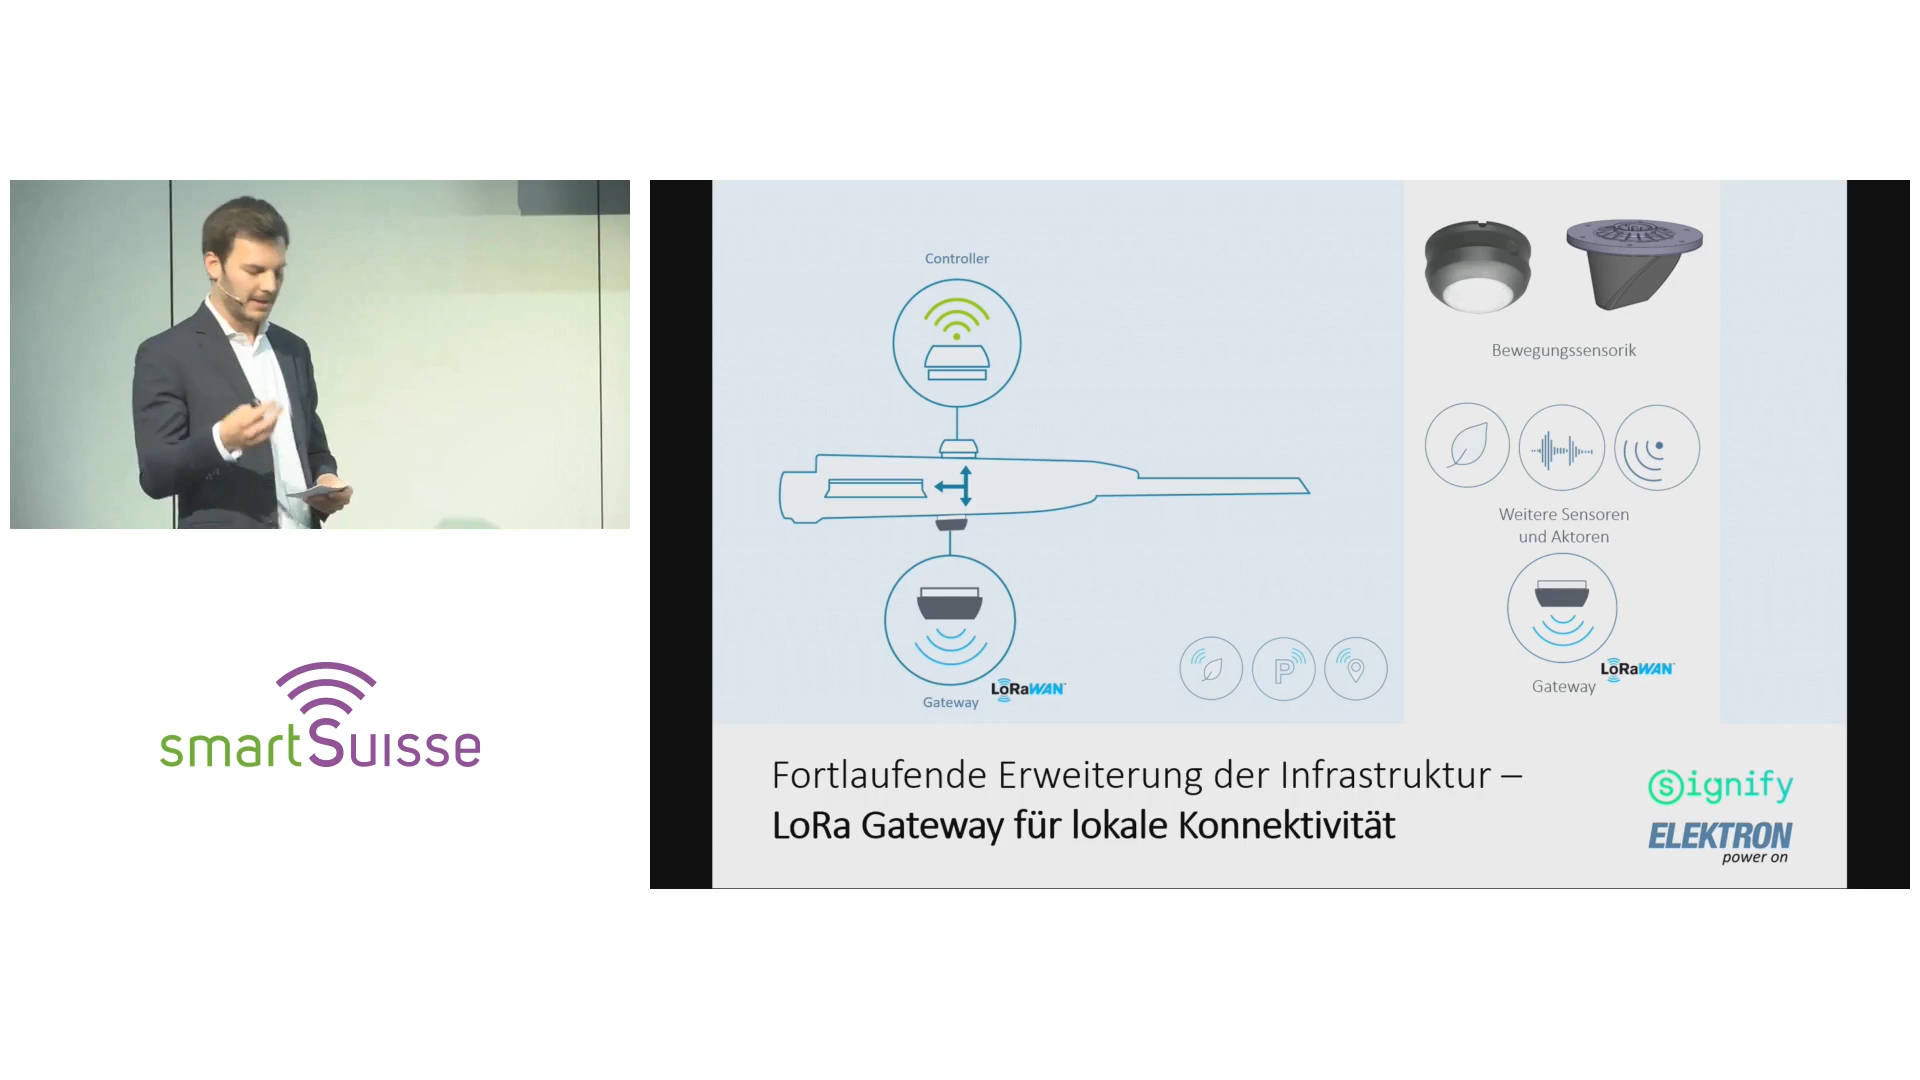 Controller
Gateway
LoRaWAN
P
Bewegungssensorik
Weitere Sensoren
und Aktoren
Gateway
LoRaWAN
Fortlaufende Erweiterung der Infrastruktur –
LoRa Gateway für lokale Konnektivität
signify
ELEKTRON
power on
smartSuisse